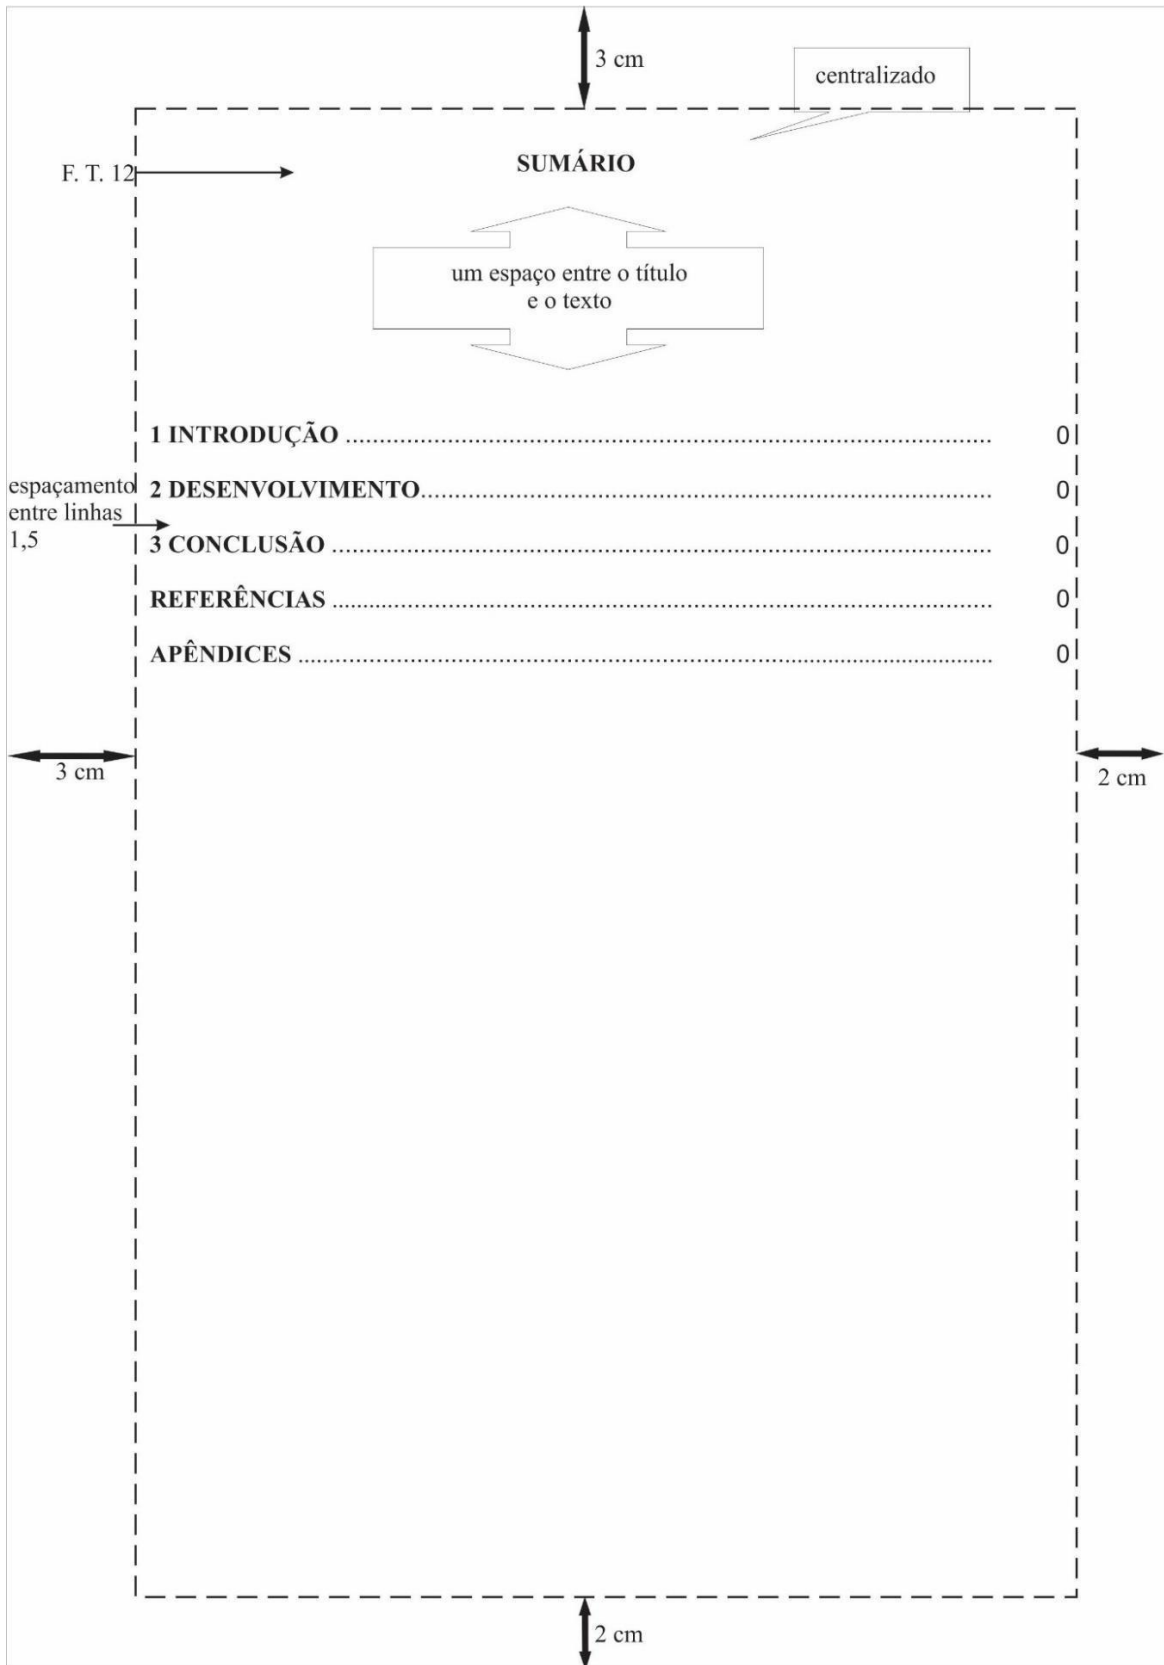 3 cm
centralizado
F. T. 12
SUMÁRIO
um espaço entre o título
e o texto
1 INTRODUÇÃO ................................................................................................ 0
espaçamento
entre linhas
1,5
2 DESENVOLVIMENTO..................................................................................... 0
3 CONCLUSÃO .................................................................................................. 0
REFERÊNCIAS .................................................................................................. 0
APÊNDICES ....................................................................................................... 0
3 cm
2 cm
2 cm